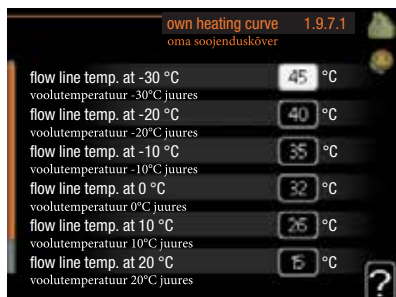 own heating curve 1.9.7.1
oma soojenduskõver
flow line temp. at -30 °C 45 °C
voolutemperatuur -30°C juures
flow line temp. at -20 °C 40 °C
voolutemperatuur -20°C juures
flow line temp. at -10 °C 35 °C
voolutemperatuur -10°C juures
flow line temp. at 0 °C 32 °C
voolutemperatuur 0°C juures
flow line temp. at 10 °C 26 °C
voolutemperatuur 10°C juures
flow line temp. at 20 °C 15 °C
voolutemperatuur 20°C juures
?